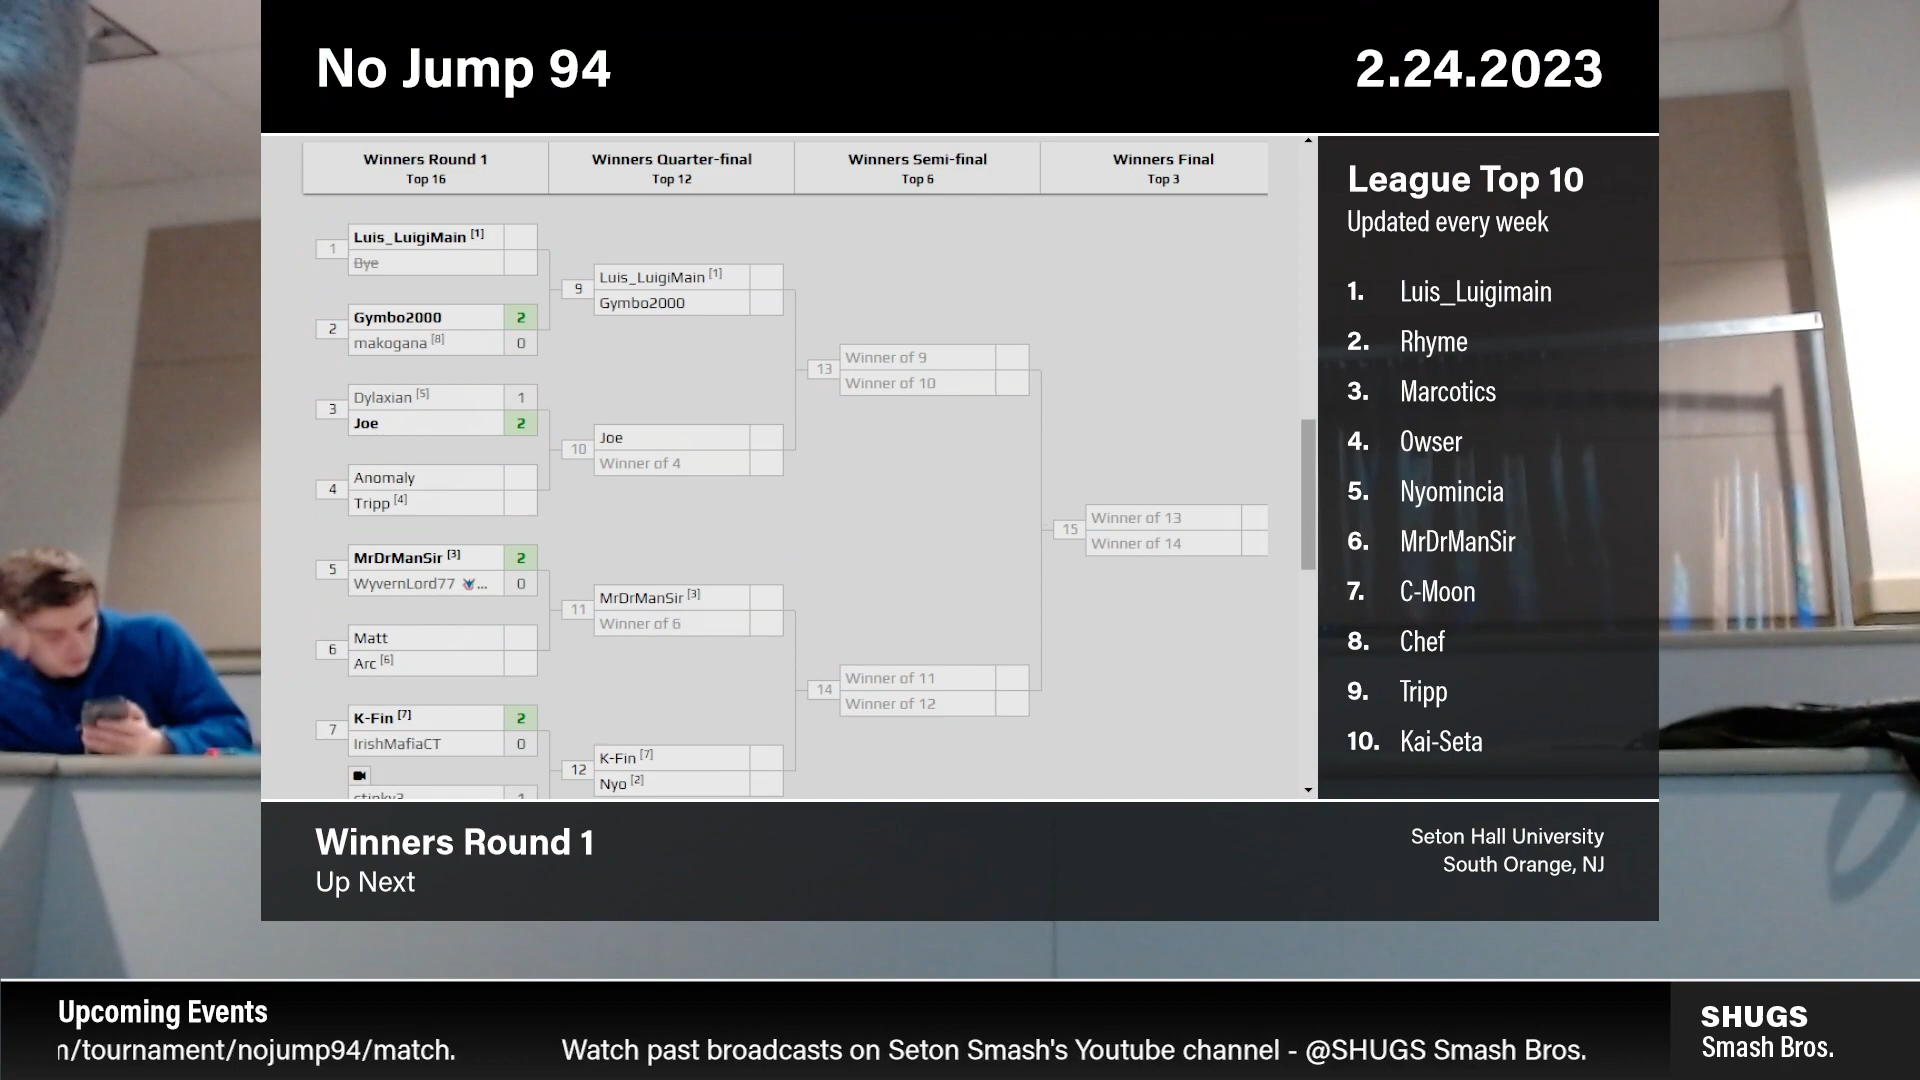 No Jump 94
2.24.2023
Winners Round 1
Top 16
Winners Quarter-final
Top 12
Winners Semi-final
Top 6
Winners Final
Top 3
1
Luis_LuigiMain [1]
Bye
2
Gymbo2000 2
makogana [8] 0
3
Dylaxian [5] 1
Joe 2
4
Anomaly
Tripp [4]
5
MrDrManSir [3] 2
WyvernLord77 ... 0
6
Matt
Arc [6]
7
K-Fin [7] 2
IrishMafiaCT 0
9
Luis_LuigiMain [1]
Gymbo2000
10
Joe
Winner of 4
11
MrDrManSir [3]
Winner of 6
12
K-Fin [7]
Nyo [2]
13
Winner of 9
Winner of 10
14
Winner of 11
Winner of 12
15
Winner of 13
Winner of 14
League Top 10
Updated every week
1. Luis_Luigimain
2. Rhyme
3. Marcotics
4. Owser
5. Nyomincia
6. MrDrManSir
7. C-Moon
8. Chef
9. Tripp
10. Kai-Seta
Winners Round 1
Up Next
Seton Hall University
South Orange, NJ
Upcoming Events
n/tournament/nojump94/match. Watch past broadcasts on Seton Smash's Youtube channel - @SHUGS Smash Bros.
SHUGS
Smash Bros.